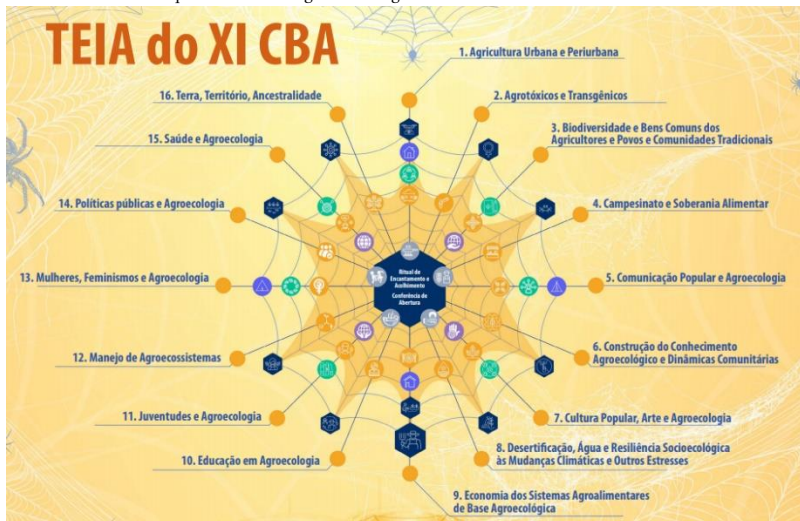 TEIA do XI CBA
1. Agricultura Urbana e Periurbana
2. Agrotóxicos e Transgênicos
3. Biodiversidade e Bens Comuns dos
Agricultores e Povos e Comunidades Tradicionais
4. Campesinato e Soberania Alimentar
5. Comunicação Popular e Agroecologia
6. Construção do Conhecimento
Agroecológico e Dinâmicas Comunitárias
7. Cultura Popular, Arte e Agroecologia
8. Desertificação, Água e Resiliência Socioecológica
às Mudanças Climáticas e Outros Estresses
9. Economia dos Sistemas Agroalimentares
de Base Agroecológica
10. Educação em Agroecologia
11. Juventudes e Agroecologia
12. Manejo de Agroecossistemas
13. Mulheres, Feminismos e Agroecologia
14. Políticas públicas e Agroecologia
15. Saúde e Agroecologia
16. Terra, Território, Ancestralidade
Ritual de
Encantamento e
Acolhimento
Conferência de
Abertura